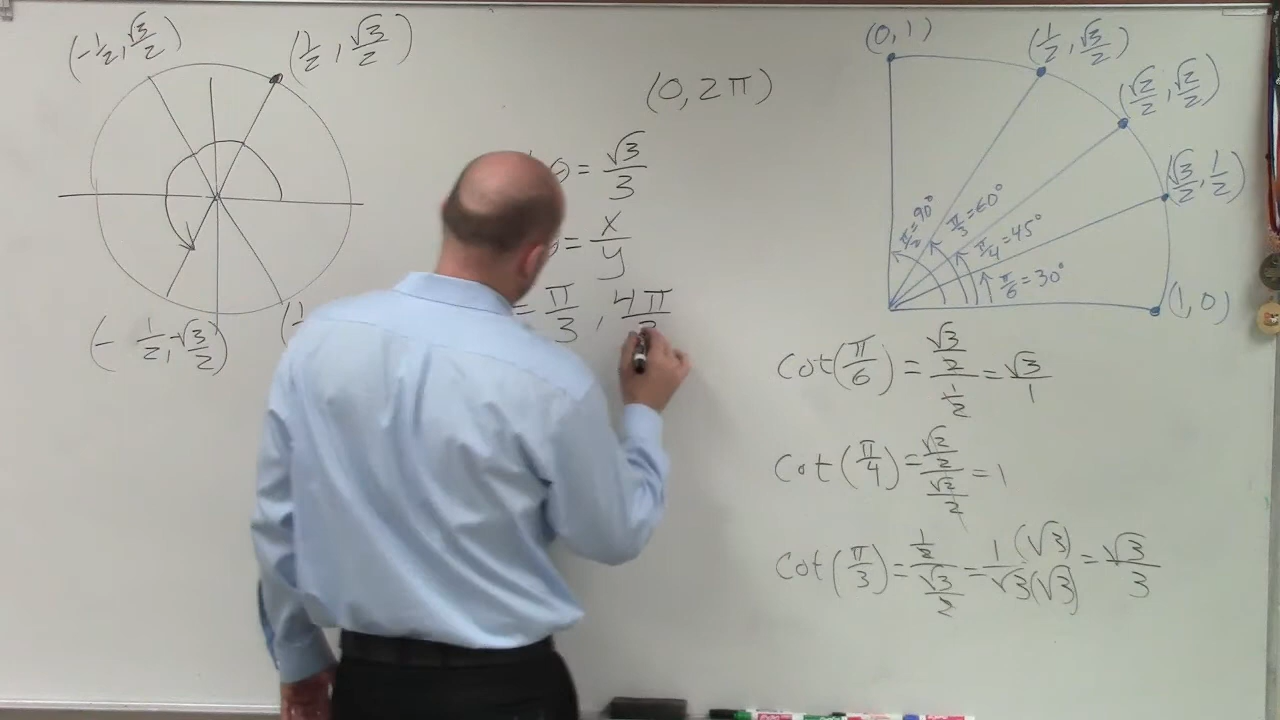 (-1/2, √3/2)
(1/2, √3/2)
(- 1/2, -√3/2)
(0, 2π)
θ = √3/3
θ = x/y
= π/3, 4π/3
(0, 1)
(1/2, √3/2)
(√2/2, √2/2)
(√3/2, 1/2)
(1, 0)
π/2 = 90°
π/3 = 60°
π/4 = 45°
π/6 = 30°
cot(π/6) = (√3/2)/(1/2) = √3/1
cot(π/4) = (√2/2)/(√2/2) = 1
cot(π/3) = (1/2)/(√3/2) = 1(√3)/√3(√3) = √3/3